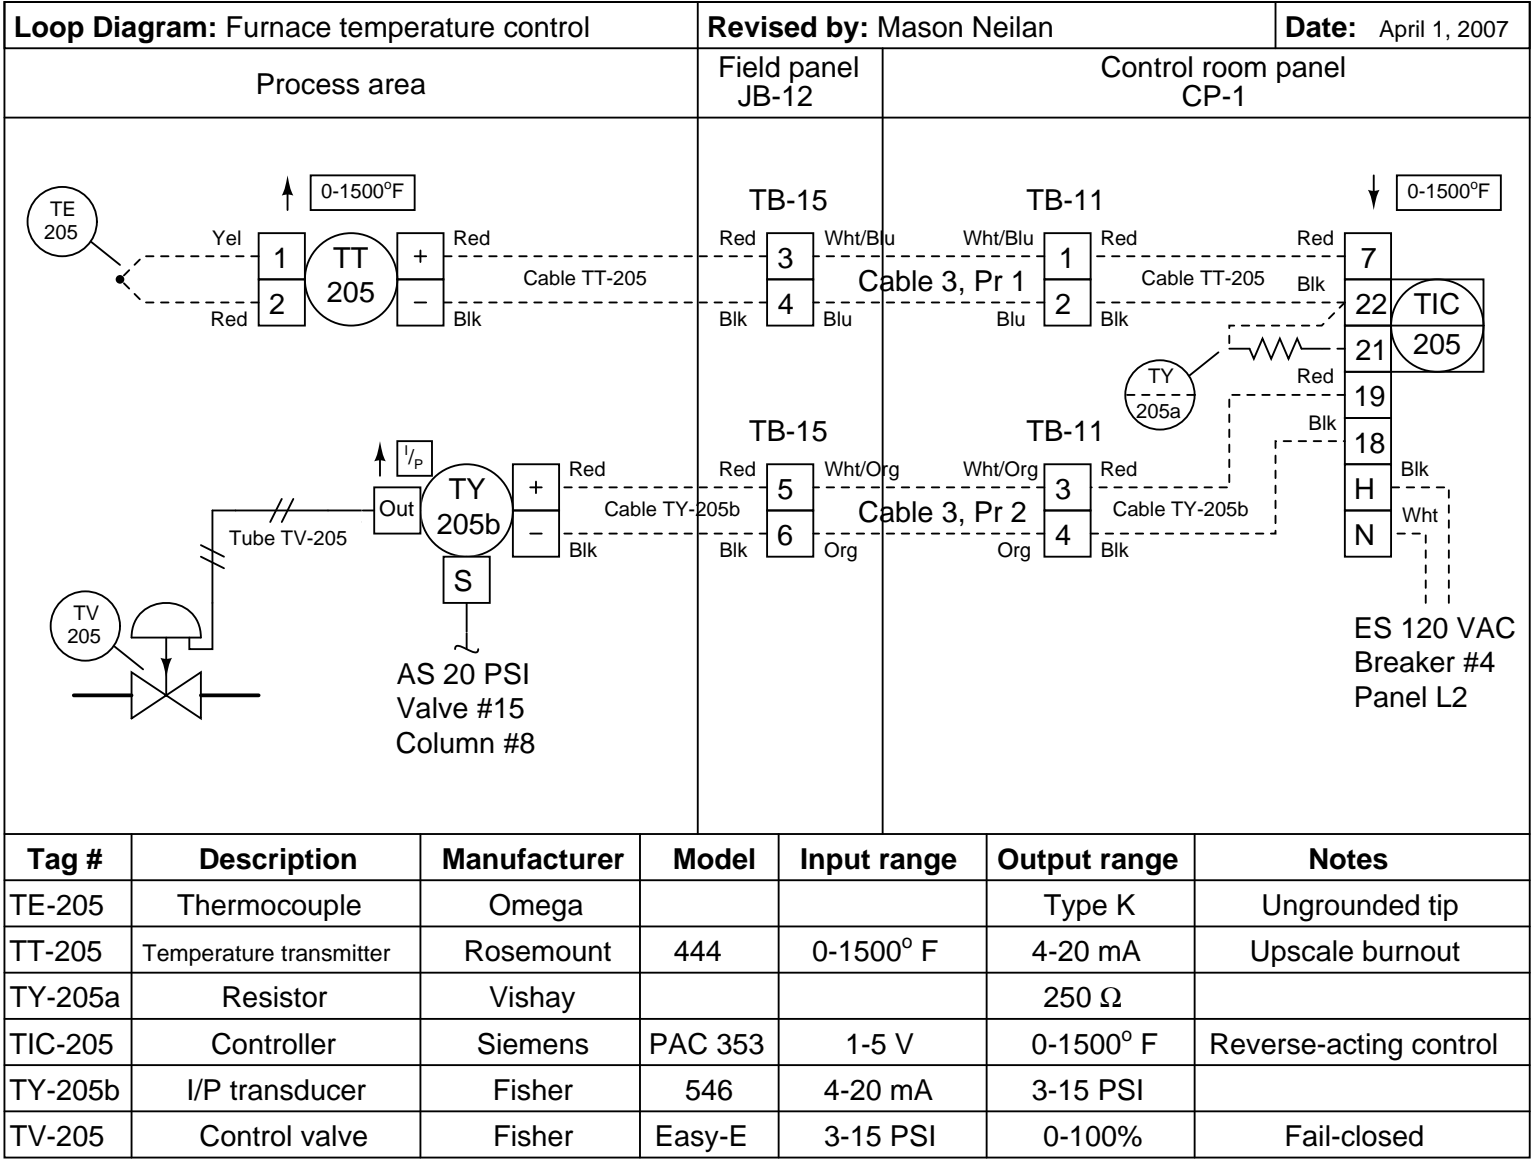 Loop Diagram: Furnace temperature control
Revised by: Mason Neilan
Date: April 1, 2007
Process area
Field panel
JB-12
Control room panel
CP-1
TE
205
0-1500°F
Yel
Red
1
2
TT
205
+
–
Red
Blk
Cable TT-205
TB-15
Red
Blk
3
4
Wht/Blu
Blu
Cable 3, Pr 1
TB-11
Wht/Blu
Blu
1
2
Red
Blk
Cable TT-205
0-1500°F
Red
Blk
7
22
21
19
18
H
N
TIC
205
TY
205a
Red
Blk
Blk
Wht
ES 120 VAC
Breaker #4
Panel L2
I/P
Out
TY
205b
S
+
–
Red
Blk
Cable TY-205b
TB-15
Red
Blk
5
6
Wht/Org
Org
Cable 3, Pr 2
TB-11
Wht/Org
Org
3
4
Red
Blk
Cable TY-205b
Tube TV-205
TV
205
AS 20 PSI
Valve #15
Column #8
Tag # Description Manufacturer Model Input range Output range Notes
TE-205 Thermocouple Omega Type K Ungrounded tip
TT-205 Temperature transmitter Rosemount 444 0-1500° F 4-20 mA Upscale burnout
TY-205a Resistor Vishay 250 Ω
TIC-205 Controller Siemens PAC 353 1-5 V 0-1500° F Reverse-acting control
TY-205b I/P transducer Fisher 546 4-20 mA 3-15 PSI
TV-205 Control valve Fisher Easy-E 3-15 PSI 0-100% Fail-closed